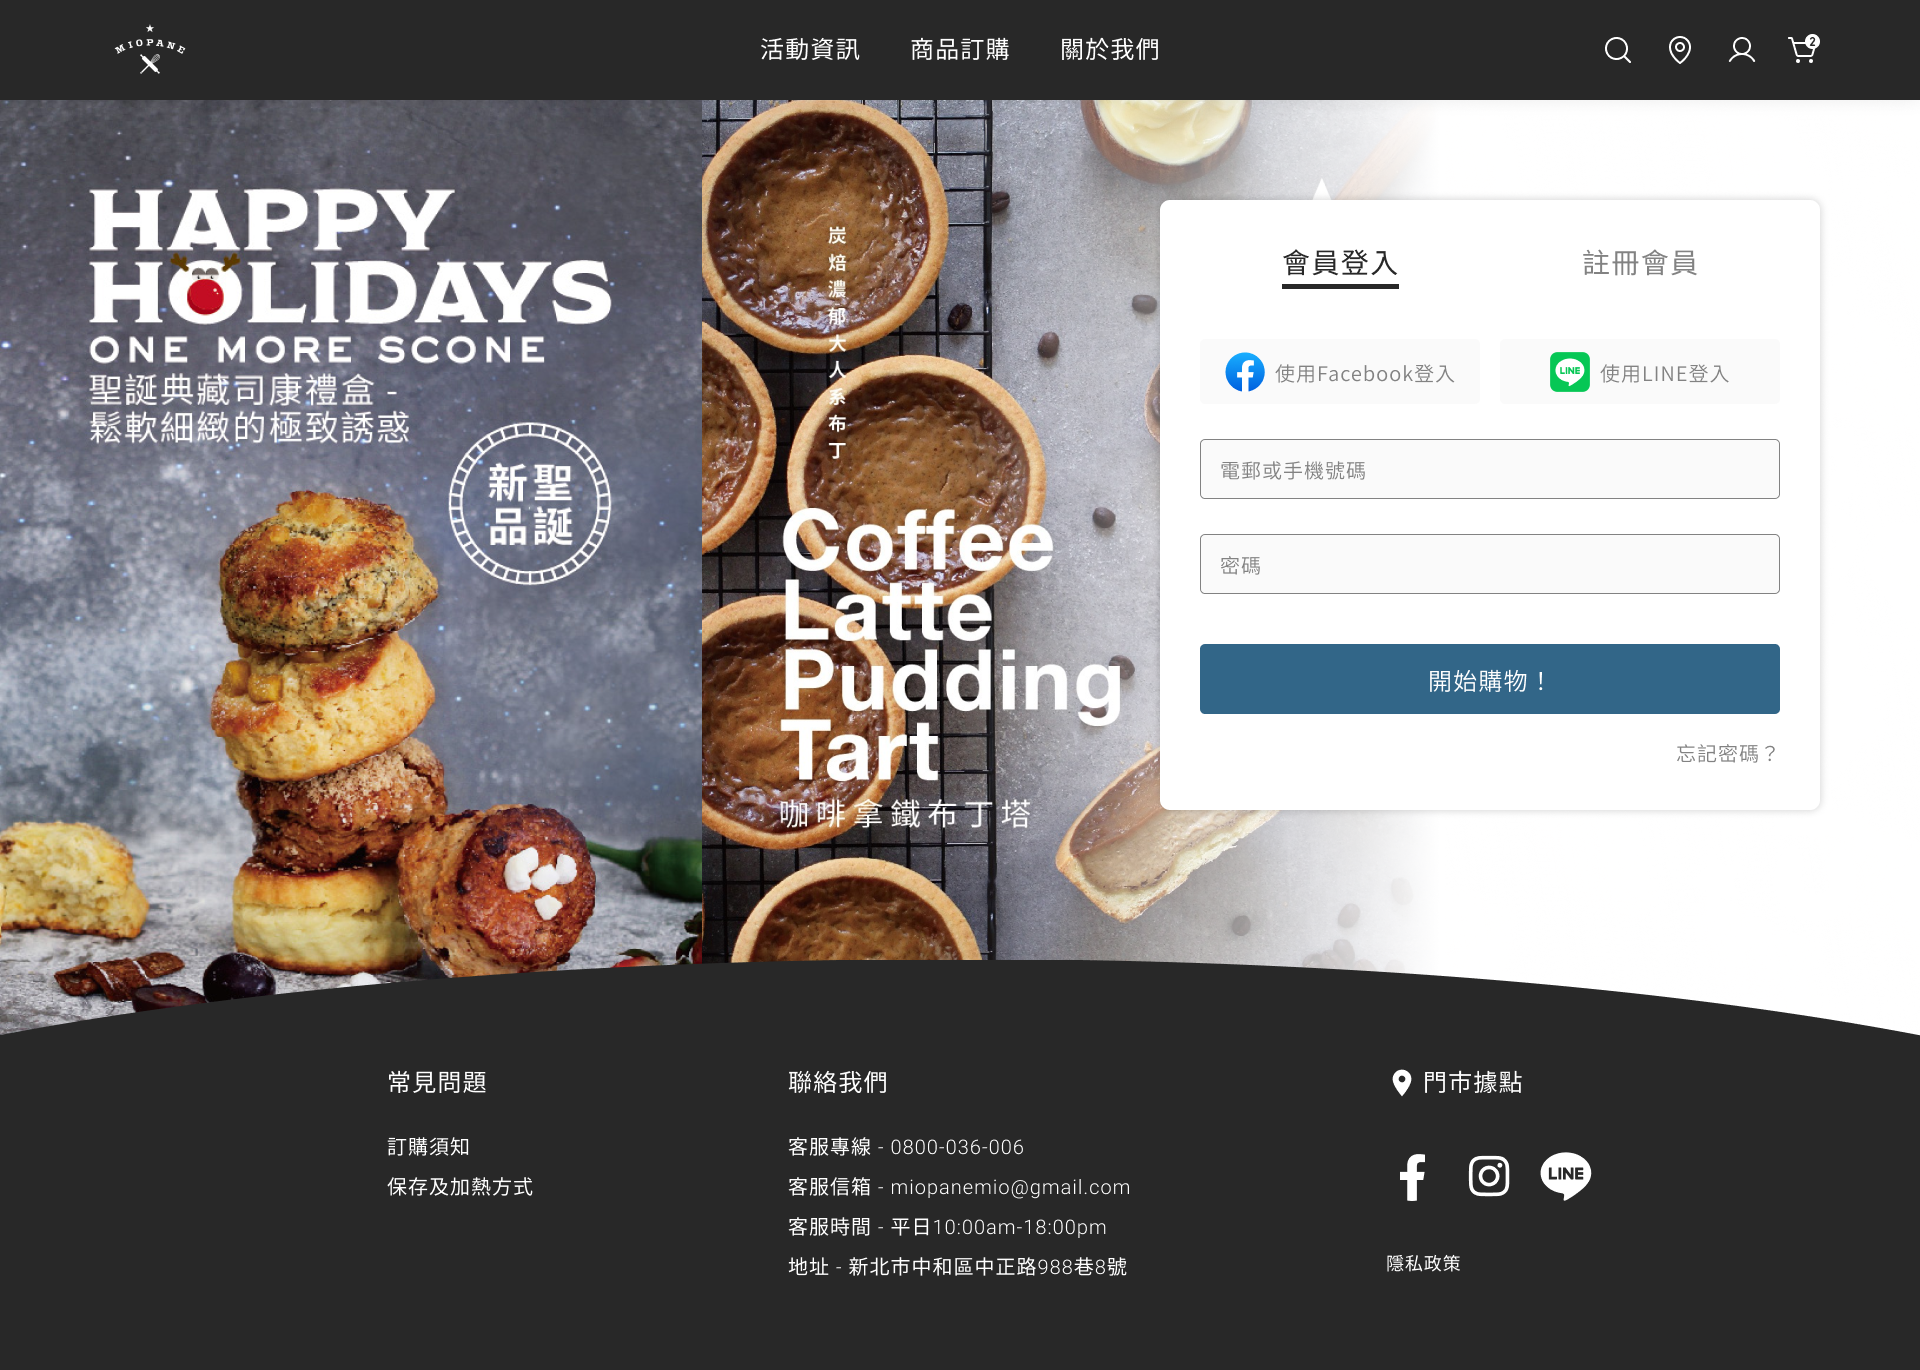 MIOPANE
活動資訊
商品訂購
關於我們
2
HAPPY
HOLIDAYS
ONE MORE SCONE
聖誕典藏司康禮盒 -
鬆軟細緻的極致誘惑
聖誕
新品
炭焙濃郁大人系布丁
Coffee
Latte
Pudding
Tart
咖啡拿鐵布丁塔
會員登入
註冊會員
使用Facebook登入
LINE
使用LINE登入
電郵或手機號碼
密碼
開始購物！
忘記密碼？
常見問題
訂購須知
保存及加熱方式
聯絡我們
客服專線 - 0800-036-006
客服信箱 - miopanemio@gmail.com
客服時間 - 平日10:00am-18:00pm
地址 - 新北市中和區中正路988巷8號
門市據點
LINE
隱私政策